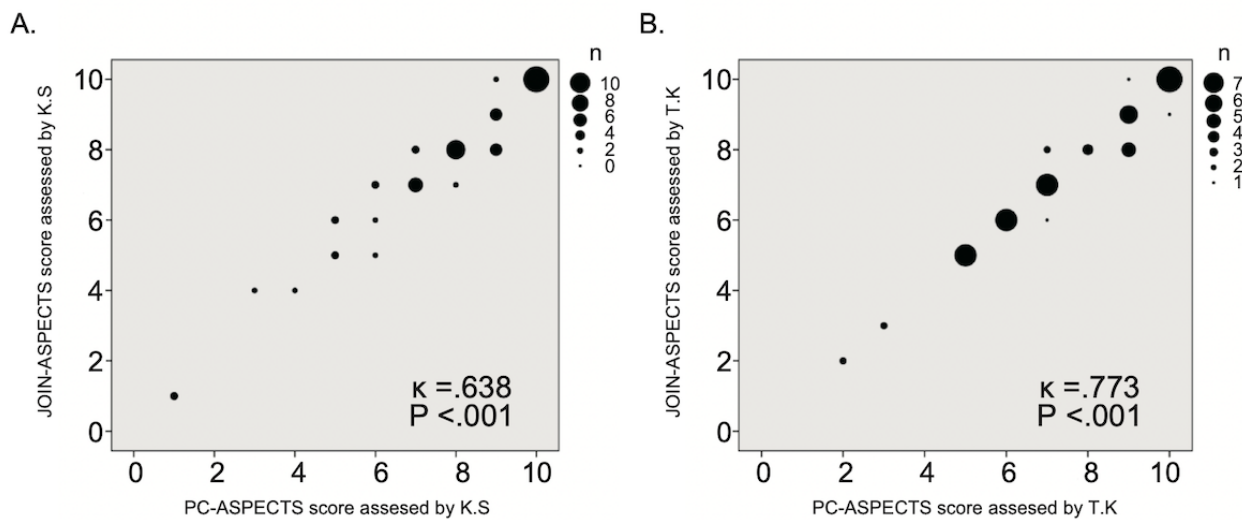 A.
JOIN-ASPECTS score assessed by K.S
10
8
6
4
2
0
0 2 4 6 8 10
PC-ASPECTS score assesed by K.S
κ =.638
P <.001
n
10
8
6
4
2
0
B.
JOIN-ASPECTS score assessed by T.K
10
8
6
4
2
0
0 2 4 6 8 10
PC-ASPECTS score assesed by T.K
κ =.773
P <.001
n
7
6
5
4
3
2
1